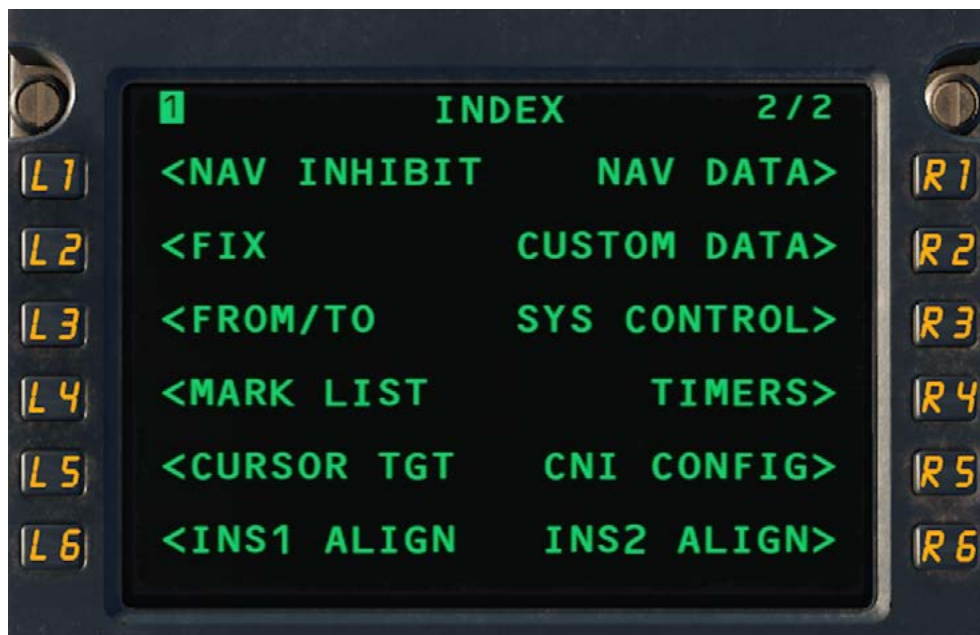 1 INDEX 2/2
L1 <NAV INHIBIT NAV DATA> R1
L2 <FIX CUSTOM DATA> R2
L3 <FROM/TO SYS CONTROL> R3
L4 <MARK LIST TIMERS> R4
L5 <CURSOR TGT CNI CONFIG> R5
L6 <INS1 ALIGN INS2 ALIGN> R6